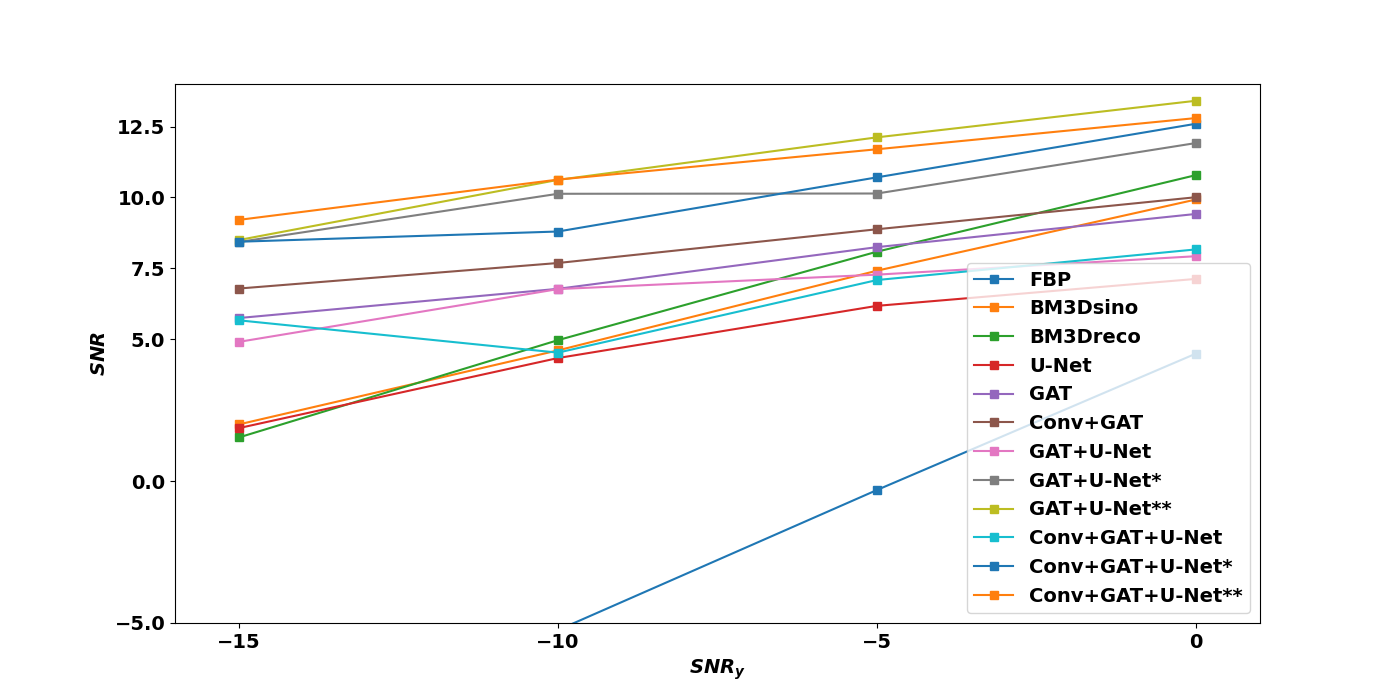 12.5
10.0
7.5
5.0
0.0
−5.0
SNR
−15
−10
−5
0
SNRy
FBP
BM3Dsino
BM3Dreco
U-Net
GAT
Conv+GAT
GAT+U-Net
GAT+U-Net*
GAT+U-Net**
Conv+GAT+U-Net
Conv+GAT+U-Net*
Conv+GAT+U-Net**